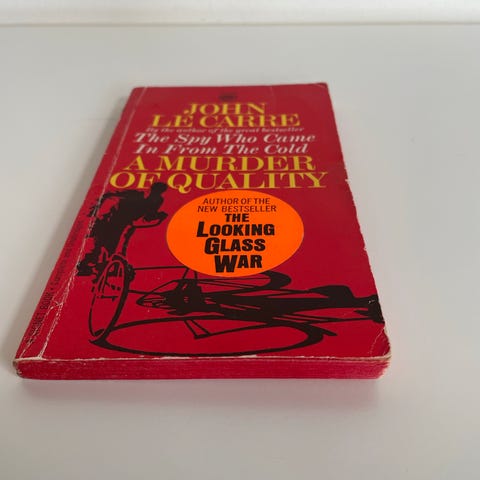 JOHN
LE CARRE
By the author of the great bestseller
The Spy Who Came
In From The Cold
A MURDER
OF QUALITY
AUTHOR OF THE
NEW BESTSELLER
THE
LOOKING
GLASS
WAR